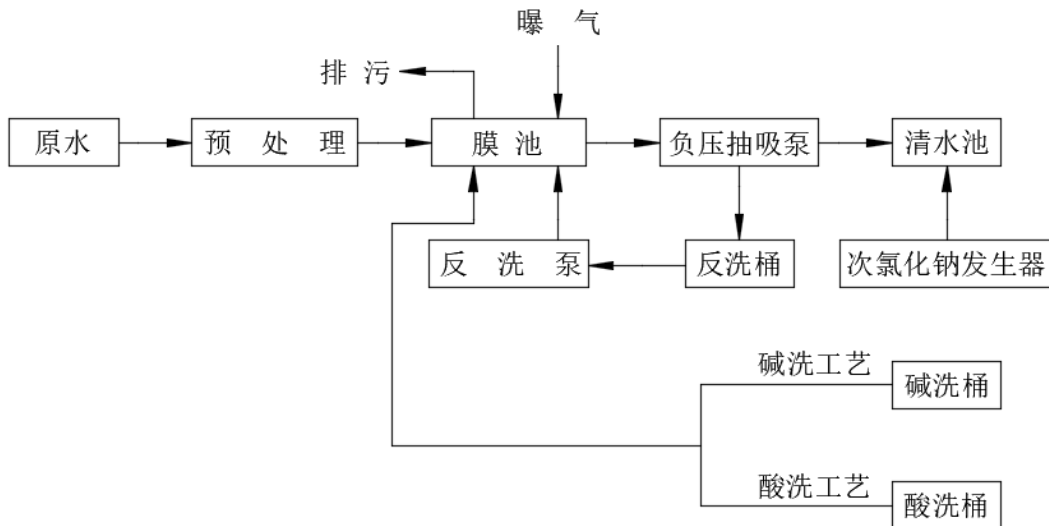 曝气
排污
原水
预处理
膜池
负压抽吸泵
清水池
反洗泵
反洗桶
次氯化钠发生器
碱洗工艺
碱洗桶
酸洗工艺
酸洗桶